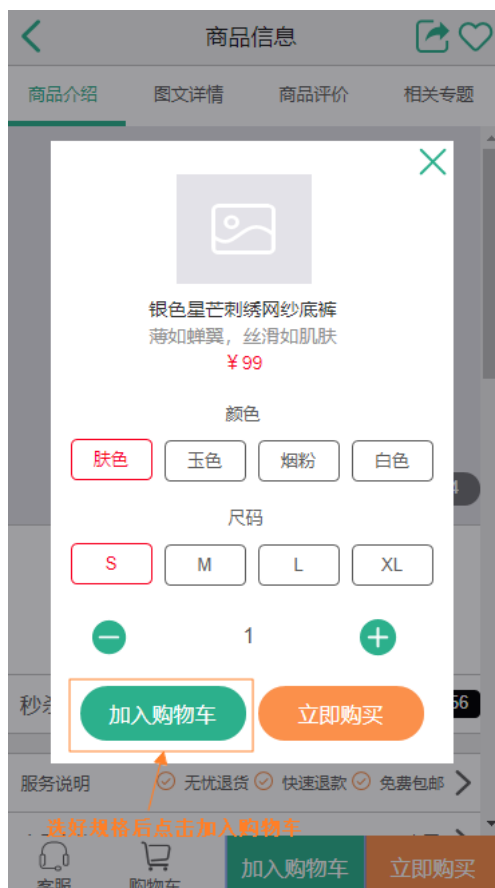 商品信息
商品介绍 图文详情 商品评价 相关专题
银色星芒刺绣网纱底裤
薄如蝉翼，丝滑如肌肤
￥99
颜色
肤色 玉色 烟粉 白色
4
尺码
S M L XL
1
秒杀
56
加入购物车 立即购买
服务说明 无忧退货 快速退款 免费包邮
选好规格后点击加入购物车
客服 购物车 加入购物车 立即购买